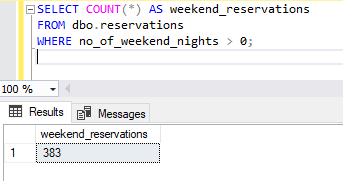 SELECT COUNT(*) AS weekend_reservations
FROM dbo.reservations
WHERE no_of_weekend_nights > 0;
100 %
Results Messages
weekend_reservations
1 383